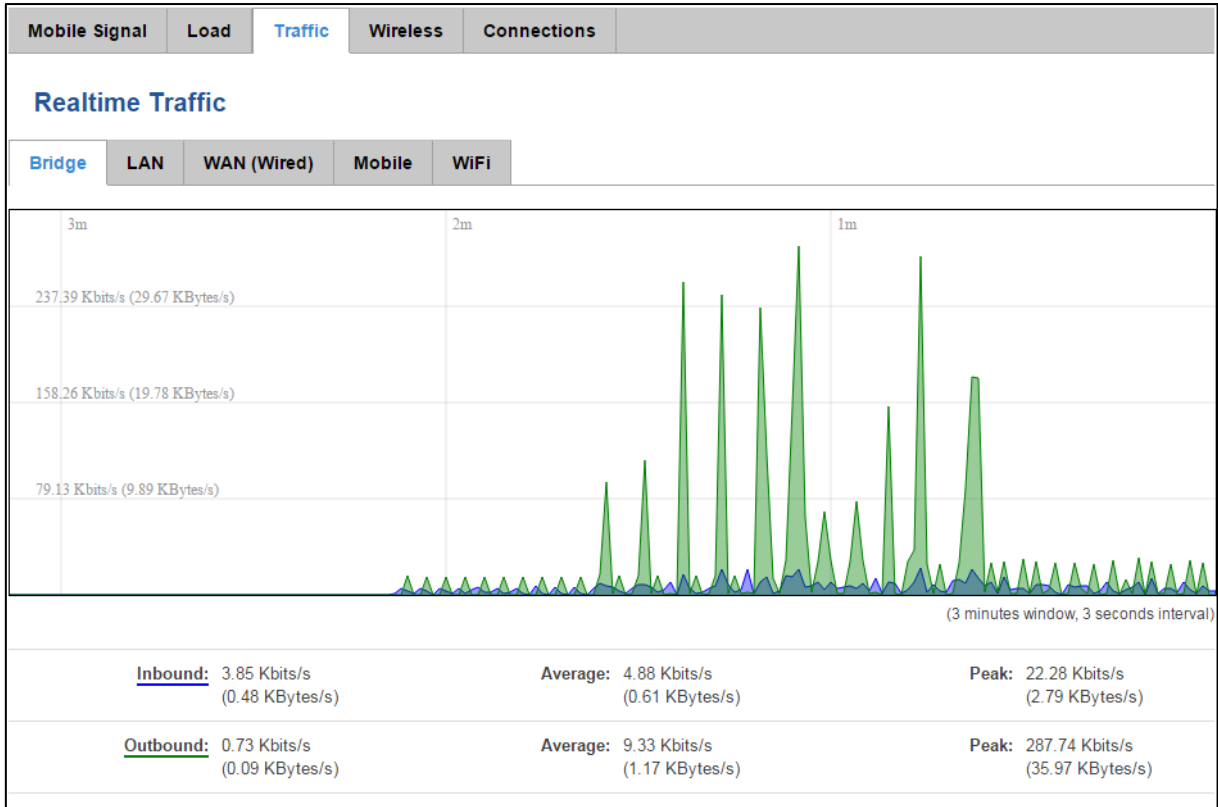 Mobile Signal Load Traffic Wireless Connections
Realtime Traffic
Bridge LAN WAN (Wired) Mobile WiFi
3m 2m 1m
237.39 Kbits/s (29.67 KBytes/s)
158.26 Kbits/s (19.78 KBytes/s)
79.13 Kbits/s (9.89 KBytes/s)
(3 minutes window, 3 seconds interval)
Inbound: 3.85 Kbits/s Average: 4.88 Kbits/s Peak: 22.28 Kbits/s
(0.48 KBytes/s) (0.61 KBytes/s) (2.79 KBytes/s)
Outbound: 0.73 Kbits/s Average: 9.33 Kbits/s Peak: 287.74 Kbits/s
(0.09 KBytes/s) (1.17 KBytes/s) (35.97 KBytes/s)